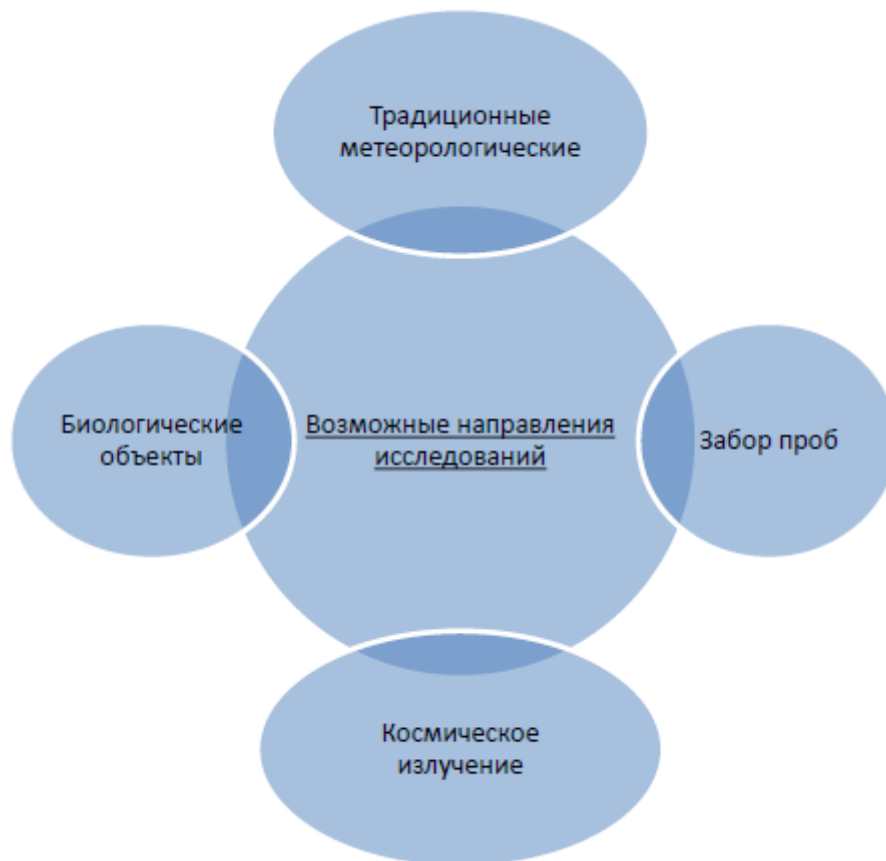 Традиционные
метеорологические
Биологические
объекты
Возможные направления
исследований
Забор проб
Космическое
излучение